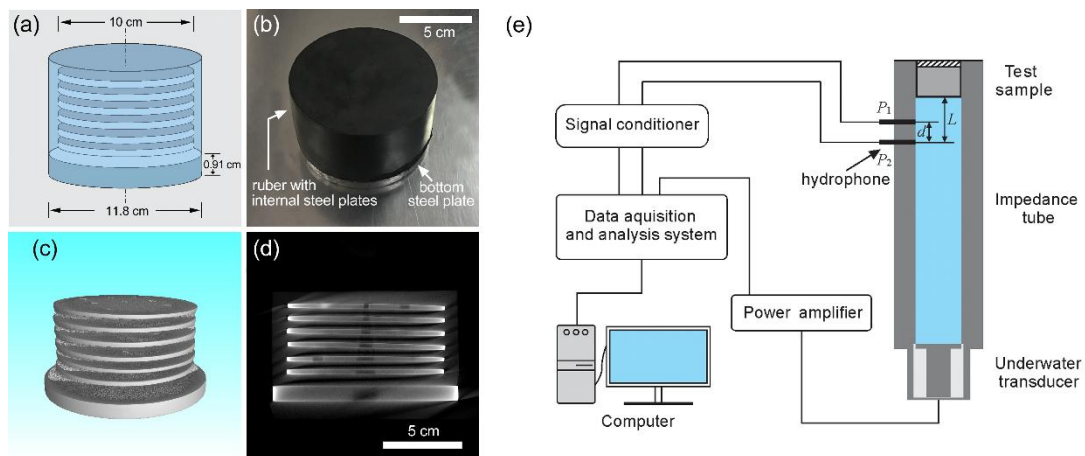 (a)
10 cm
0.91 cm
11.8 cm
(b)
5 cm
ruber with
internal steel plates
bottom
steel plate
(c)
(d)
5 cm
(e)
Test
sample
P1
L
d
Signal conditioner
P2
hydrophone
Data aquisition
and analysis system
Impedance
tube
Power amplifier
Underwater
transducer
Computer